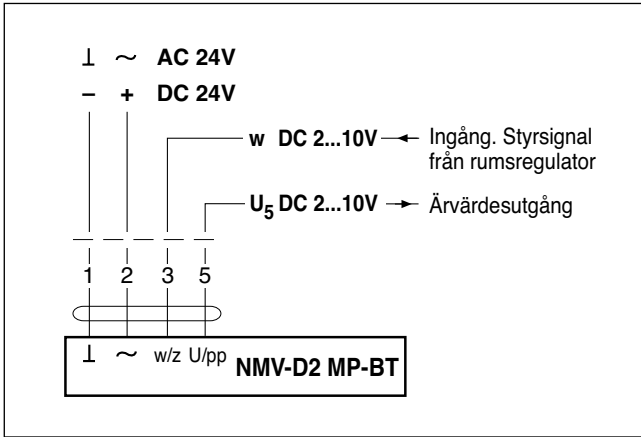 ⊥ ~ AC 24V
– + DC 24V
w DC 2...10V Ingång. Styrsignal
från rumsregulator
U5 DC 2...10V Ärvärdesutgång
1 2 3 5
⊥ ~ w/z U/pp NMV-D2 MP-BT